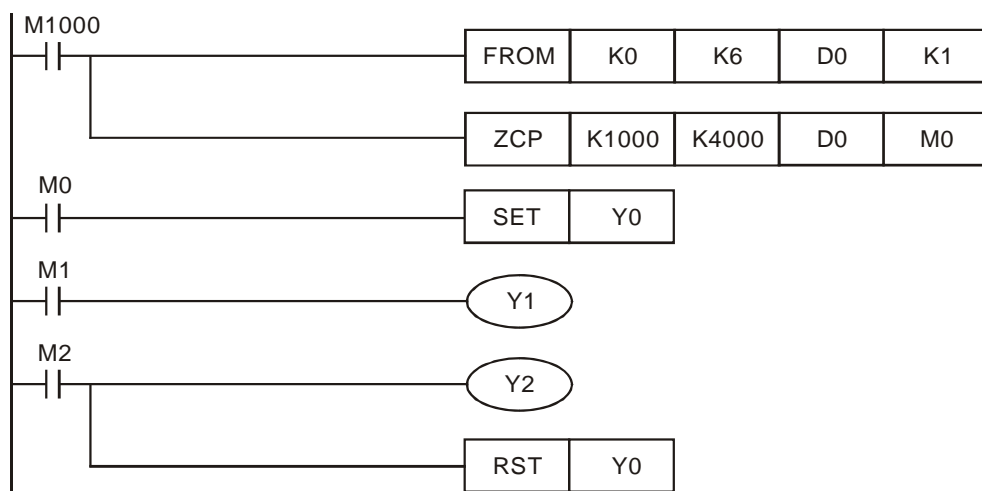 M1000
FROM K0 K6 D0 K1
ZCP K1000 K4000 D0 M0
M0
SET Y0
M1
Y1
M2
Y2
RST Y0